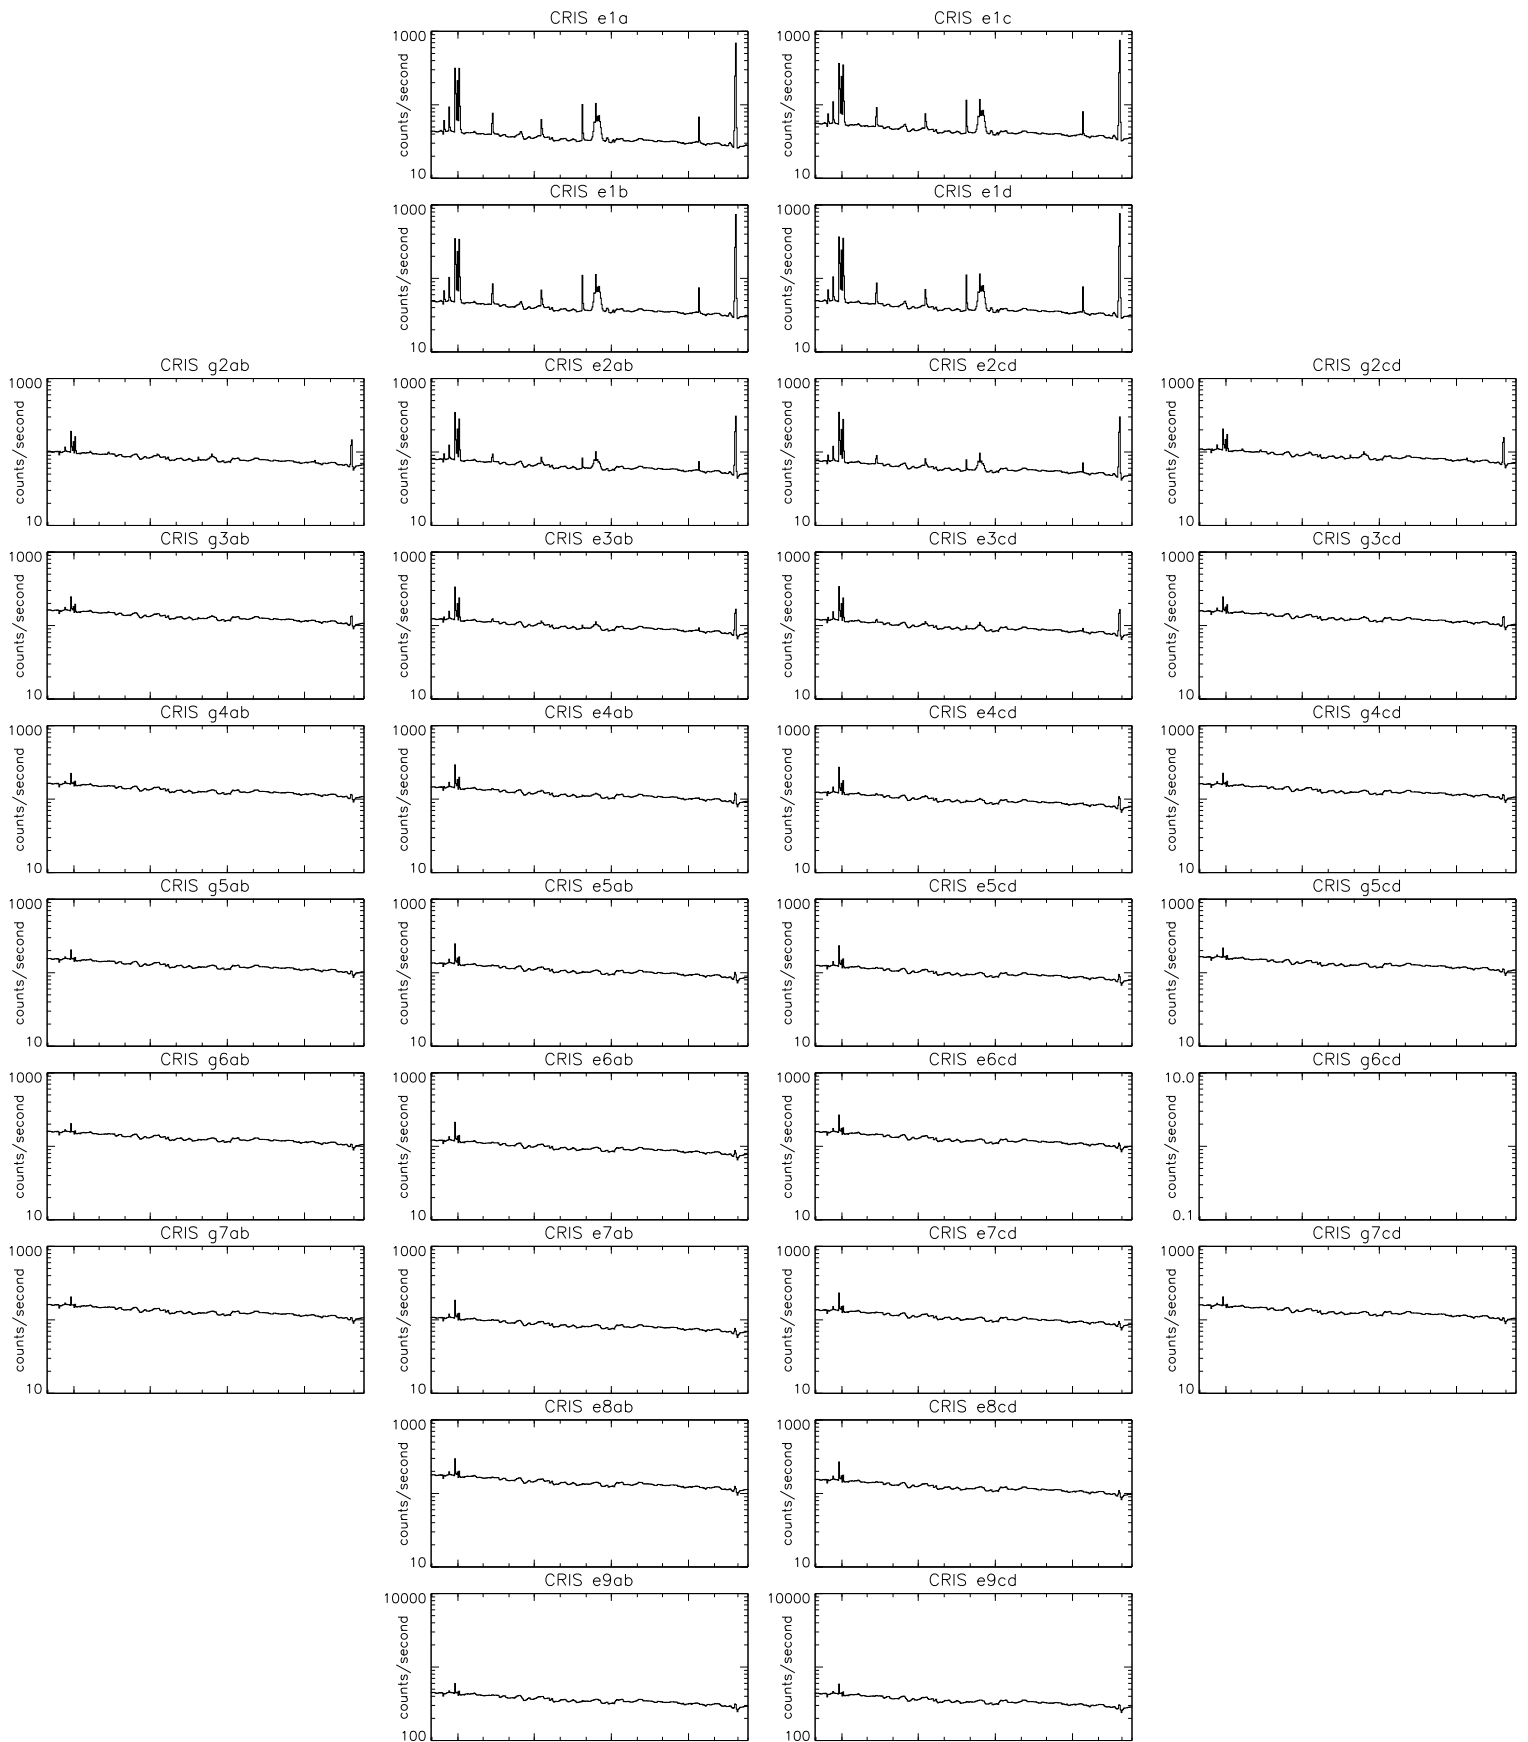 CRIS e1a
CRIS e1c
1000
counts/second
10
1000
counts/second
10
CRIS e1b
CRIS e1d
1000
counts/second
10
1000
counts/second
10
CRIS g2ab
CRIS e2ab
CRIS e2cd
CRIS g2cd
1000
counts/second
10
1000
counts/second
10
1000
counts/second
10
1000
counts/second
10
CRIS g3ab
CRIS e3ab
CRIS e3cd
CRIS g3cd
1000
counts/second
10
1000
counts/second
10
1000
counts/second
10
1000
counts/second
10
CRIS g4ab
CRIS e4ab
CRIS e4cd
CRIS g4cd
1000
counts/second
10
1000
counts/second
10
1000
counts/second
10
1000
counts/second
10
CRIS g5ab
CRIS e5ab
CRIS e5cd
CRIS g5cd
1000
counts/second
10
1000
counts/second
10
1000
counts/second
10
1000
counts/second
10
CRIS g6ab
CRIS e6ab
CRIS e6cd
CRIS g6cd
1000
counts/second
10
1000
counts/second
10
1000
counts/second
10
10.0
counts/second
0.1
CRIS g7ab
CRIS e7ab
CRIS e7cd
CRIS g7cd
1000
counts/second
10
1000
counts/second
10
1000
counts/second
10
1000
counts/second
10
CRIS e8ab
CRIS e8cd
1000
counts/second
10
1000
counts/second
10
CRIS e9ab
CRIS e9cd
10000
counts/second
100
10000
counts/second
100